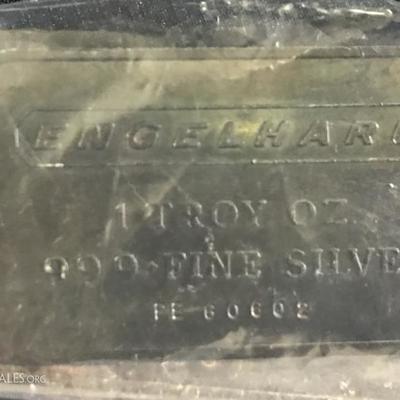 ENGELHAR
1 TROY OZ.
999+FINE SILVE
PE 60602
ALES.ORG